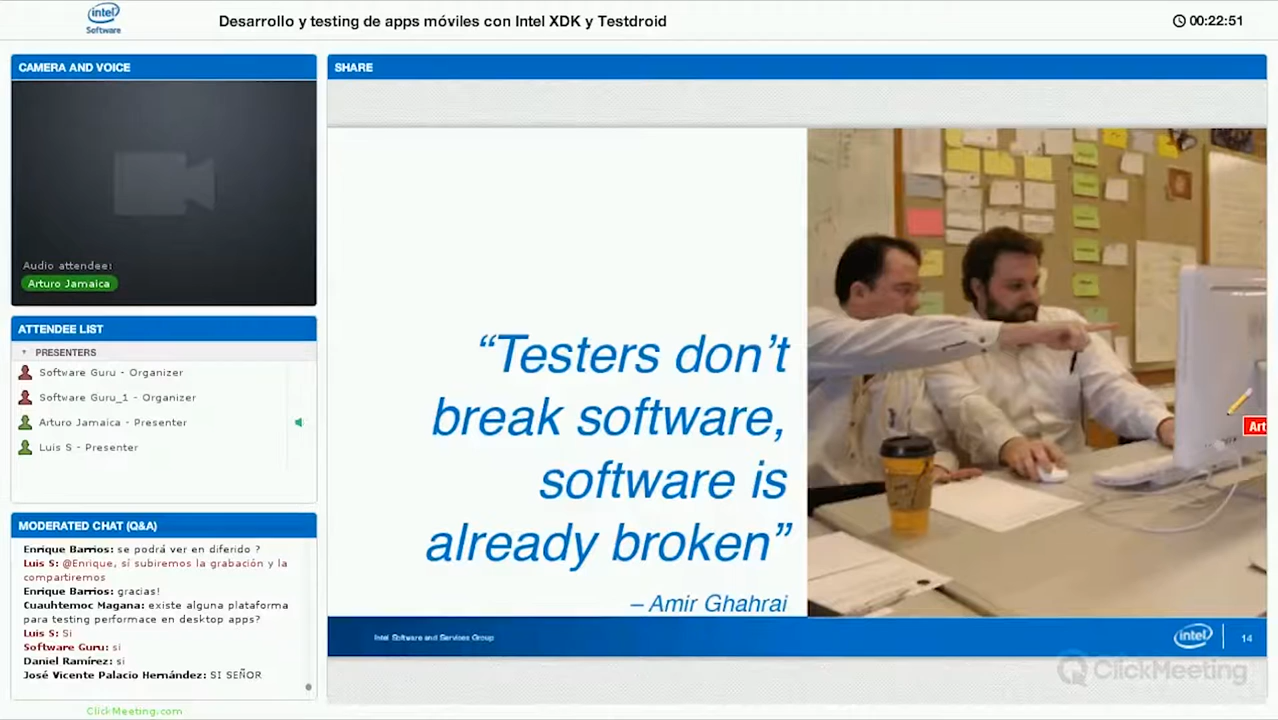 intel
Software
Desarrollo y testing de apps móviles con Intel XDK y Testdroid
00:22:51
CAMERA AND VOICE
Audio attendee:
Arturo Jamaica
ATTENDEE LIST
PRESENTERS
Software Guru - Organizer
Software Guru_1 - Organizer
Arturo Jamaica - Presenter
Luis S - Presenter
MODERATED CHAT (Q&A)
Enrique Barrios: se podrá ver en diferido ?
Luis S: @Enrique, sí subiremos la grabación y la
compartiremos
Enrique Barrios: gracias!
Cuauhtemoc Magana: existe alguna plataforma
para testing performace en desktop apps?
Luis S: Si
Software Guru: si
Daniel Ramírez: si
José Vicente Palacio Hernández: SI SEÑOR
ClickMeeting.com
SHARE
“Testers don’t
break software,
software is
already broken”
– Amir Ghahrai
Art
Intel Software and Services Group
intel
14
ClickMeeting